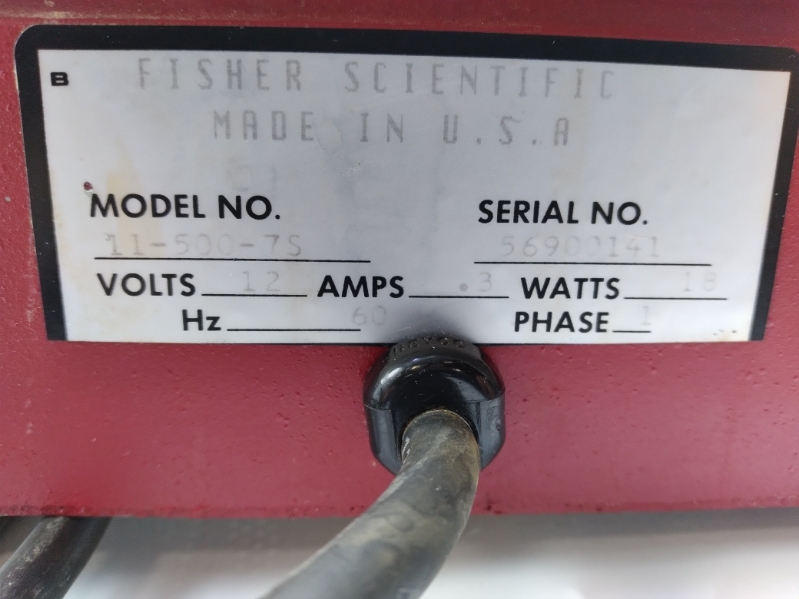 B
FISHER SCIENTIFIC
MADE IN U.S.A
MODEL NO. 11-500-7S
SERIAL NO. 56900141
VOLTS 12 AMPS .3 WATTS 18
Hz 60 PHASE 1
HEYCO